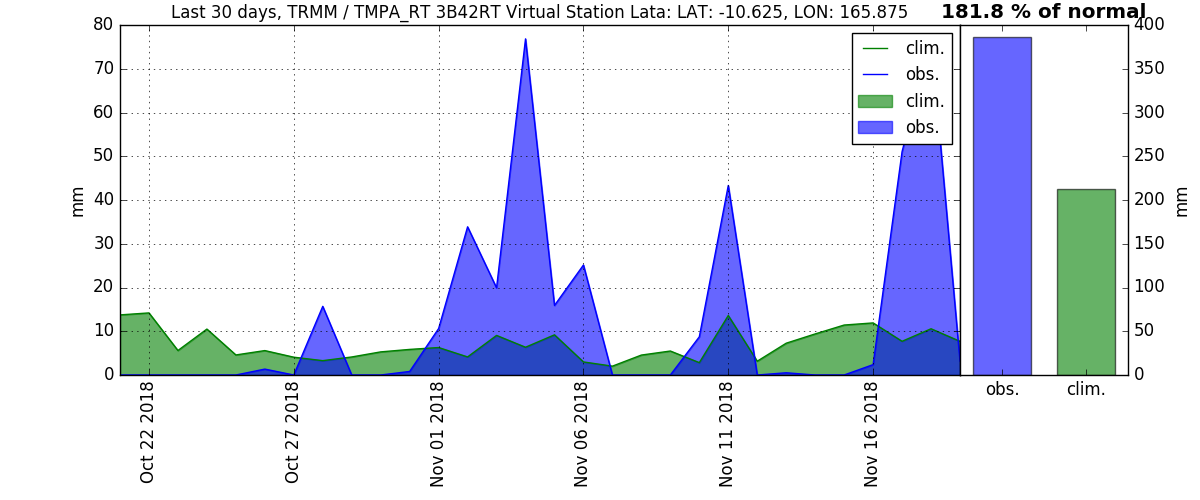 Last 30 days, TRMM / TMPA_RT 3B42RT Virtual Station Lata: LAT: -10.625, LON: 165.875
181.8 % of normal
80
70
60
50
40
30
20
10
0
mm
clim.
obs.
clim.
obs.
400
350
300
250
200
150
100
50
0
mm
Oct 22 2018
Oct 27 2018
Nov 01 2018
Nov 06 2018
Nov 11 2018
Nov 16 2018
obs.
clim.